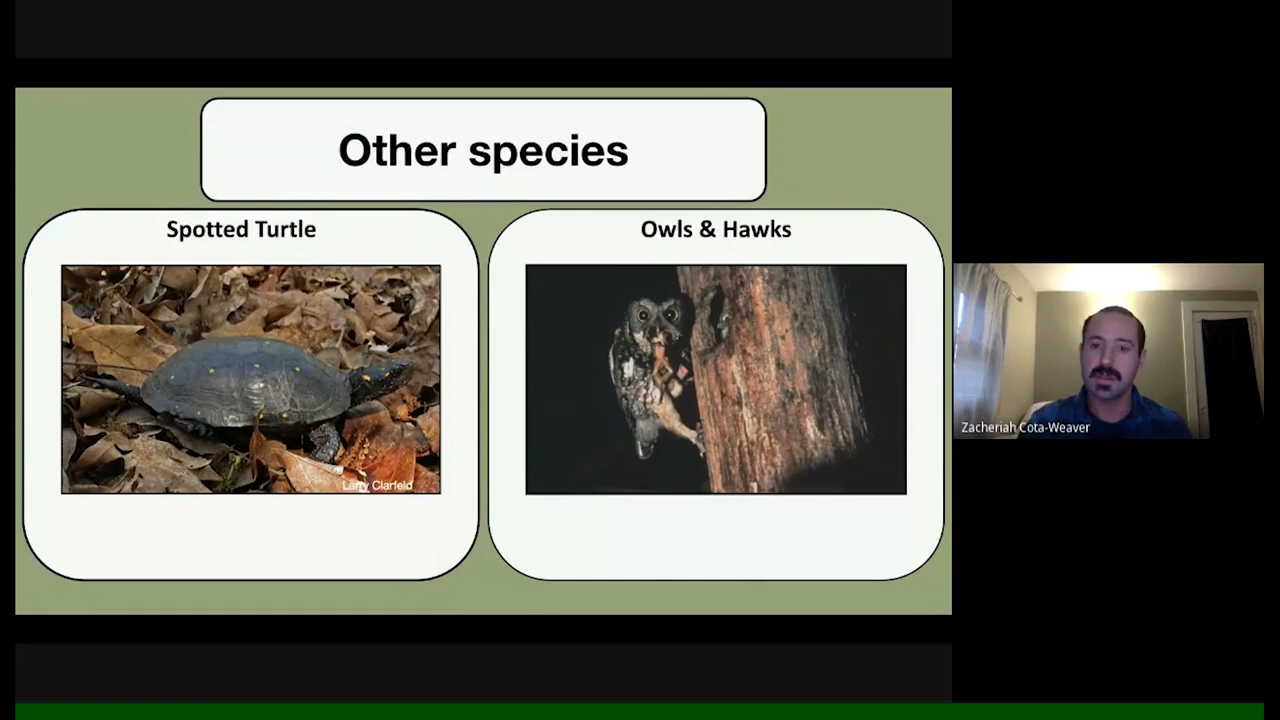 Other species
Spotted Turtle
Owls & Hawks
Larry Clarfeld
Zacheriah Cota-Weaver